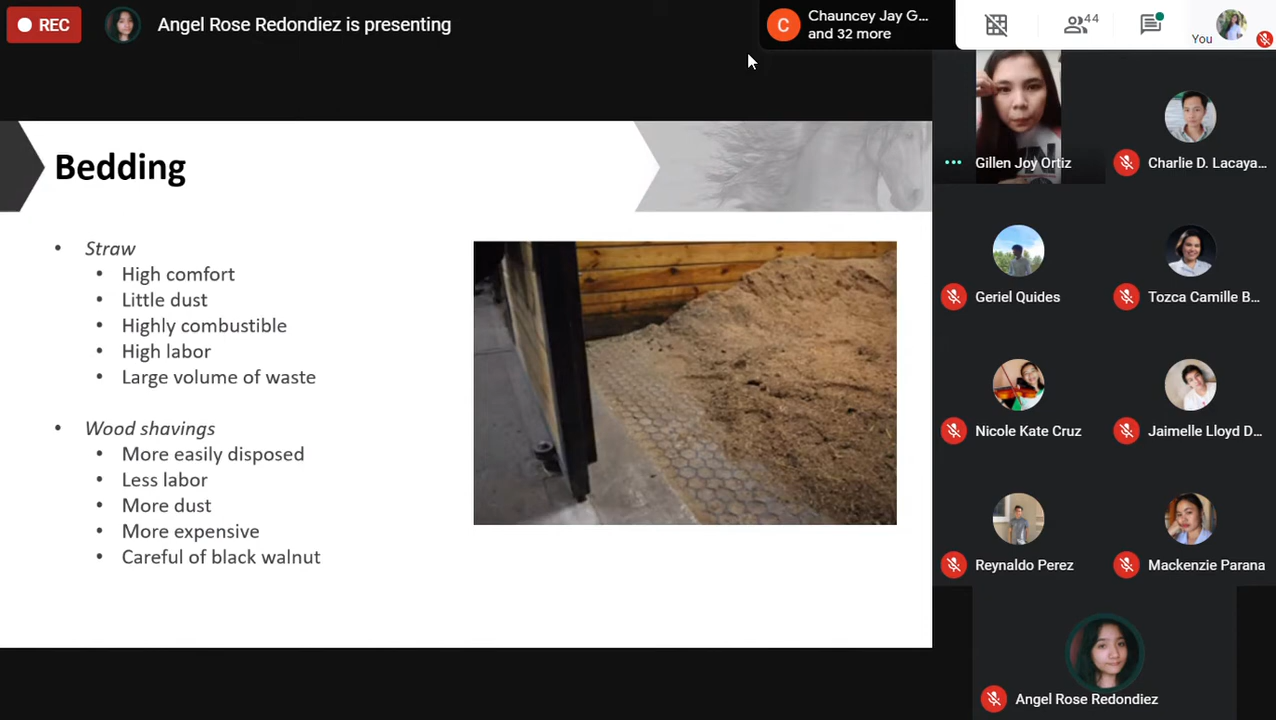 REC
Angel Rose Redondiez is presenting
C
Chauncey Jay G...
and 32 more
44
You
Bedding
• Straw
• High comfort
• Little dust
• Highly combustible
• High labor
• Large volume of waste
• Wood shavings
• More easily disposed
• Less labor
• More dust
• More expensive
• Careful of black walnut
Gillen Joy Ortiz
Charlie D. Lacaya...
Geriel Quides
Tozca Camille B...
Nicole Kate Cruz
Jaimelle Lloyd D...
Reynaldo Perez
Mackenzie Parana
Angel Rose Redondiez